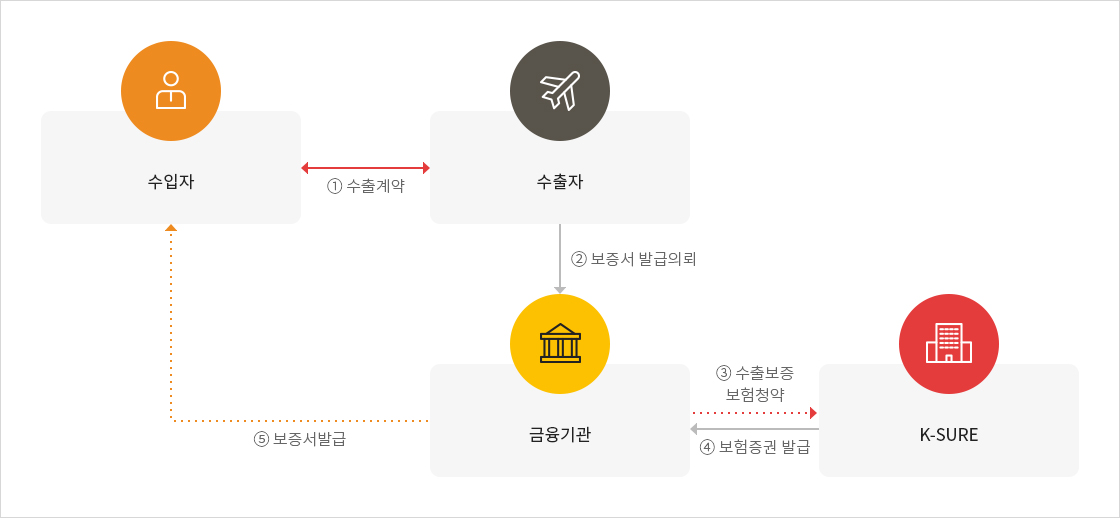 수입자
① 수출계약
수출자
② 보증서 발급의뢰
③ 수출보증
보험청약
금융기관
K-SURE
④ 보험증권 발급
⑤ 보증서발급